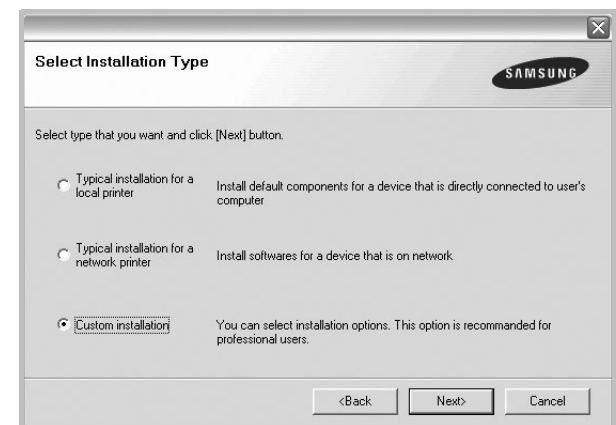 Select Installation Type
SAMSUNG
Select type that you want and click [Next] button.
Typical installation for a
local printer
Install default components for a device that is directly connected to user's
computer
Typical installation for a
network printer
Install softwares for a device that is on network
Custom installation
You can select installation options. This option is recommanded for
professional users.
<Back
Next>
Cancel